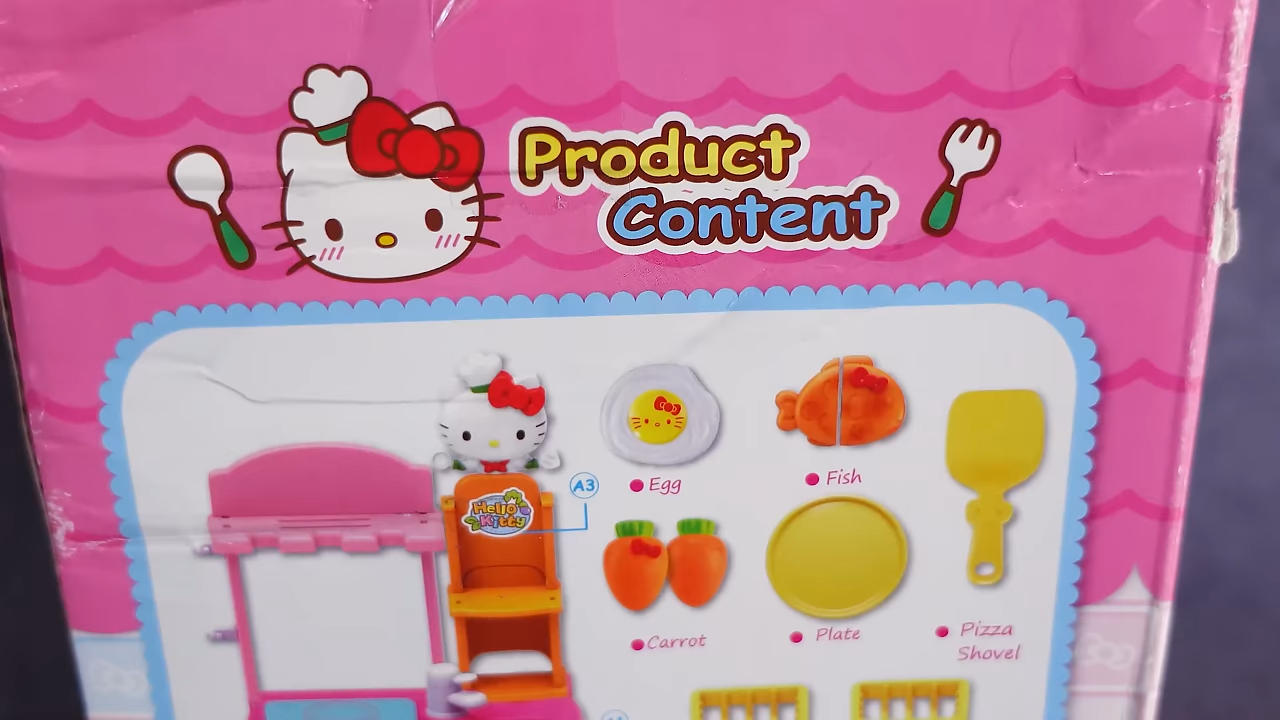 Product
Content
A3
Hello
Kitty
Egg
Fish
Carrot
Plate
Pizza
Shovel